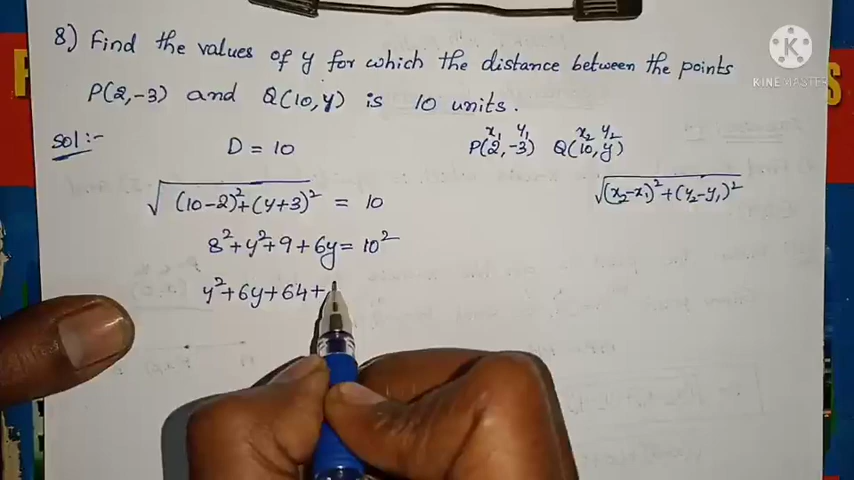 8) Find the values of y for which the distance between the points
P(2,-3) and Q(10,y) is 10 units.
Sol:-
D = 10
x₁ y₁ x₂ y₂
P(2,-3) Q(10,y)
√(10-2)²+(y+3)² = 10
√(x₂-x₁)²+(y₂-y₁)²
8²+y²+9+6y = 10²
y²+6y+64+
K
KINEMASTER